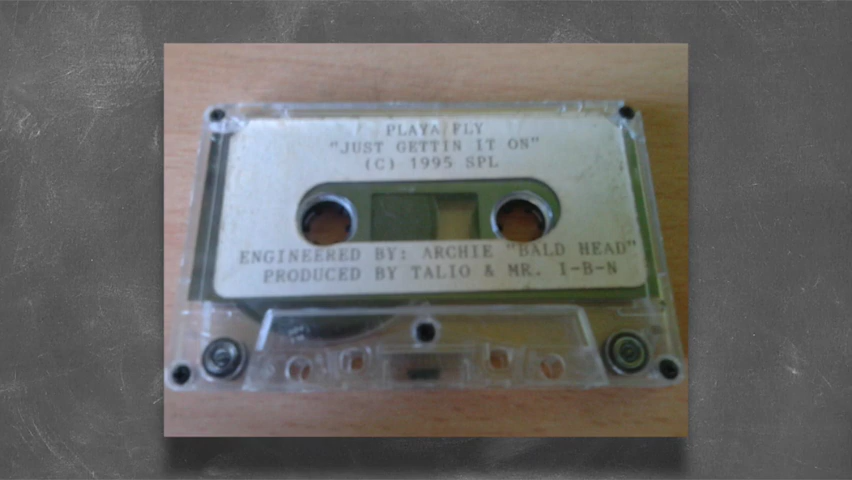 PLAYA FLY
"JUST GETTIN IT ON"
(C) 1995 SPL
ENGINEERED BY: ARCHIE "BALD HEAD"
PRODUCED BY TALIO & MR. I-B-N